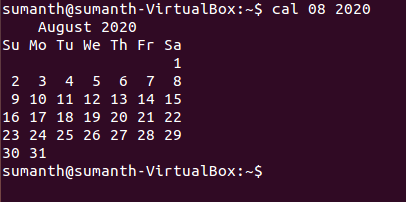 sumanth@sumanth-VirtualBox:~$ cal 08 2020
    August 2020
Su Mo Tu We Th Fr Sa
                   1
 2  3  4  5  6  7  8
 9 10 11 12 13 14 15
16 17 18 19 20 21 22
23 24 25 26 27 28 29
30 31
sumanth@sumanth-VirtualBox:~$